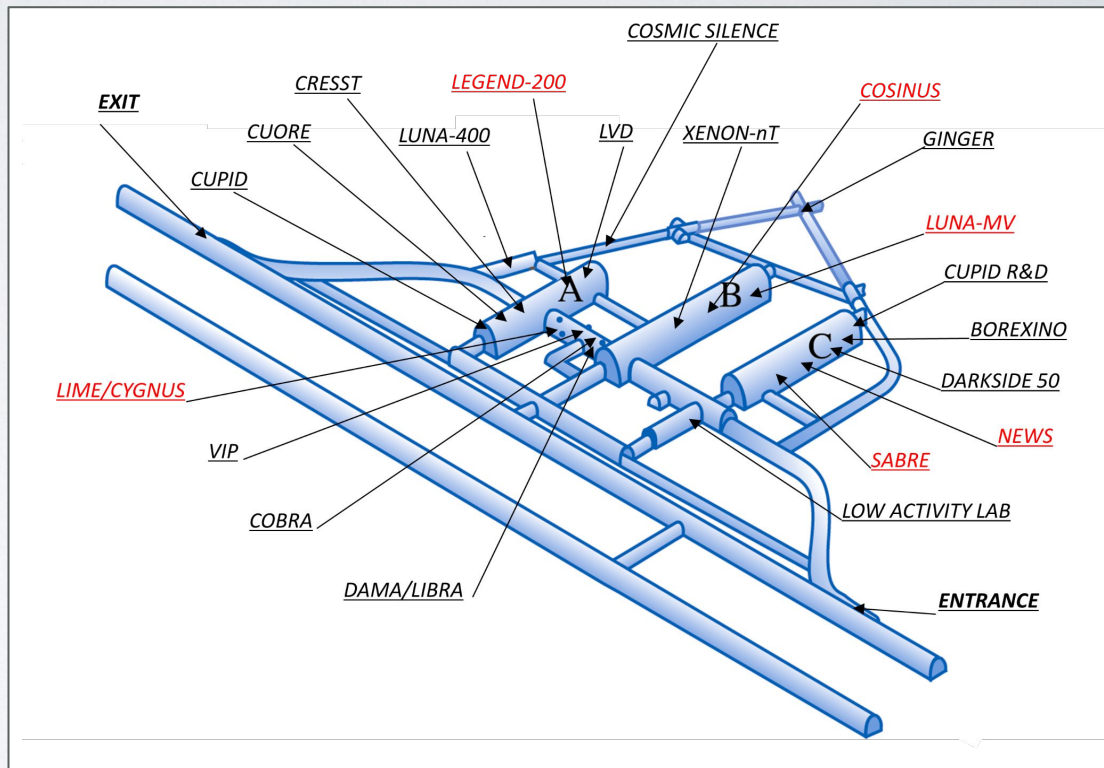 COSMIC SILENCE
LEGEND-200
CRESST
COSINUS
EXIT
CUORE
LUNA-400
LVD
XENON-nT
GINGER
CUPID
LUNA-MV
CUPID R&D
A
B
BOREXINO
C
DARKSIDE 50
LIME/CYGNUS
NEWS
VIP
SABRE
LOW ACTIVITY LAB
COBRA
DAMA/LIBRA
ENTRANCE